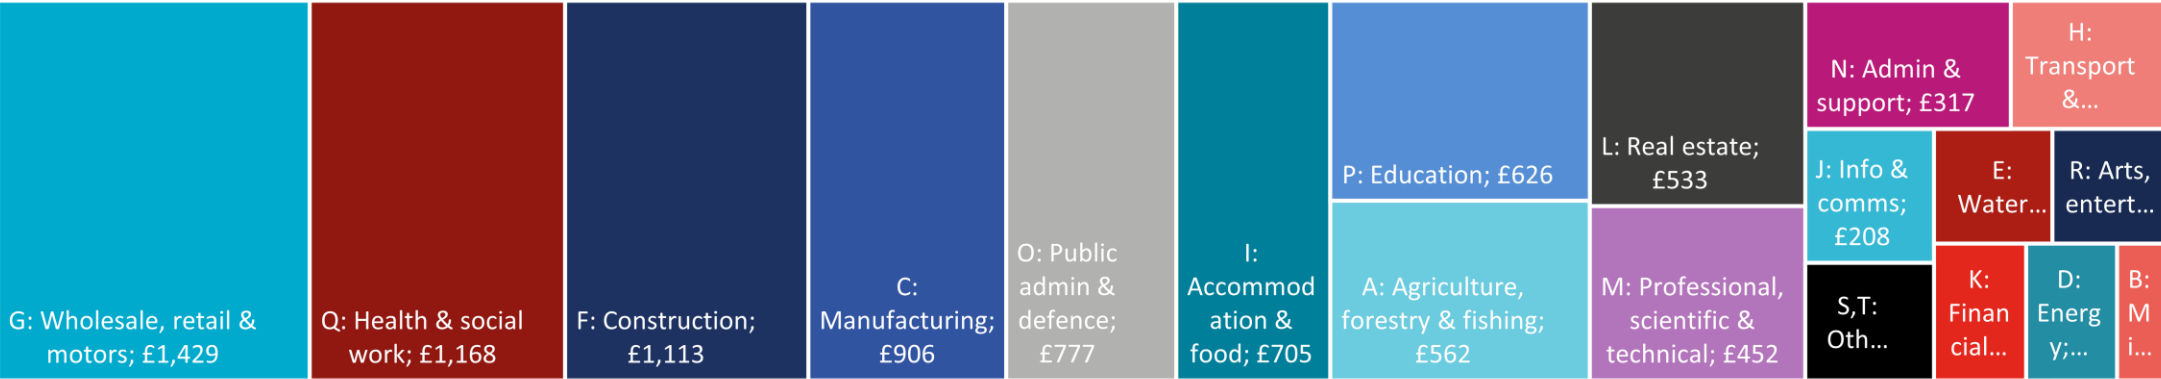 G: Wholesale, retail &
motors; £1,429
Q: Health & social
work; £1,168
F: Construction;
£1,113
C:
Manufacturing;
£906
O: Public
admin &
defence;
£777
I:
Accommod
ation &
food; £705
P: Education; £626
A: Agriculture,
forestry & fishing;
£562
L: Real estate;
£533
M: Professional,
scientific &
technical; £452
N: Admin &
support; £317
H:
Transport
&...
J: Info &
comms;
£208
E:
Water...
R: Arts,
entert...
S,T:
Oth...
K:
Finan
cial...
D:
Energ
y;...
B:
M
i...